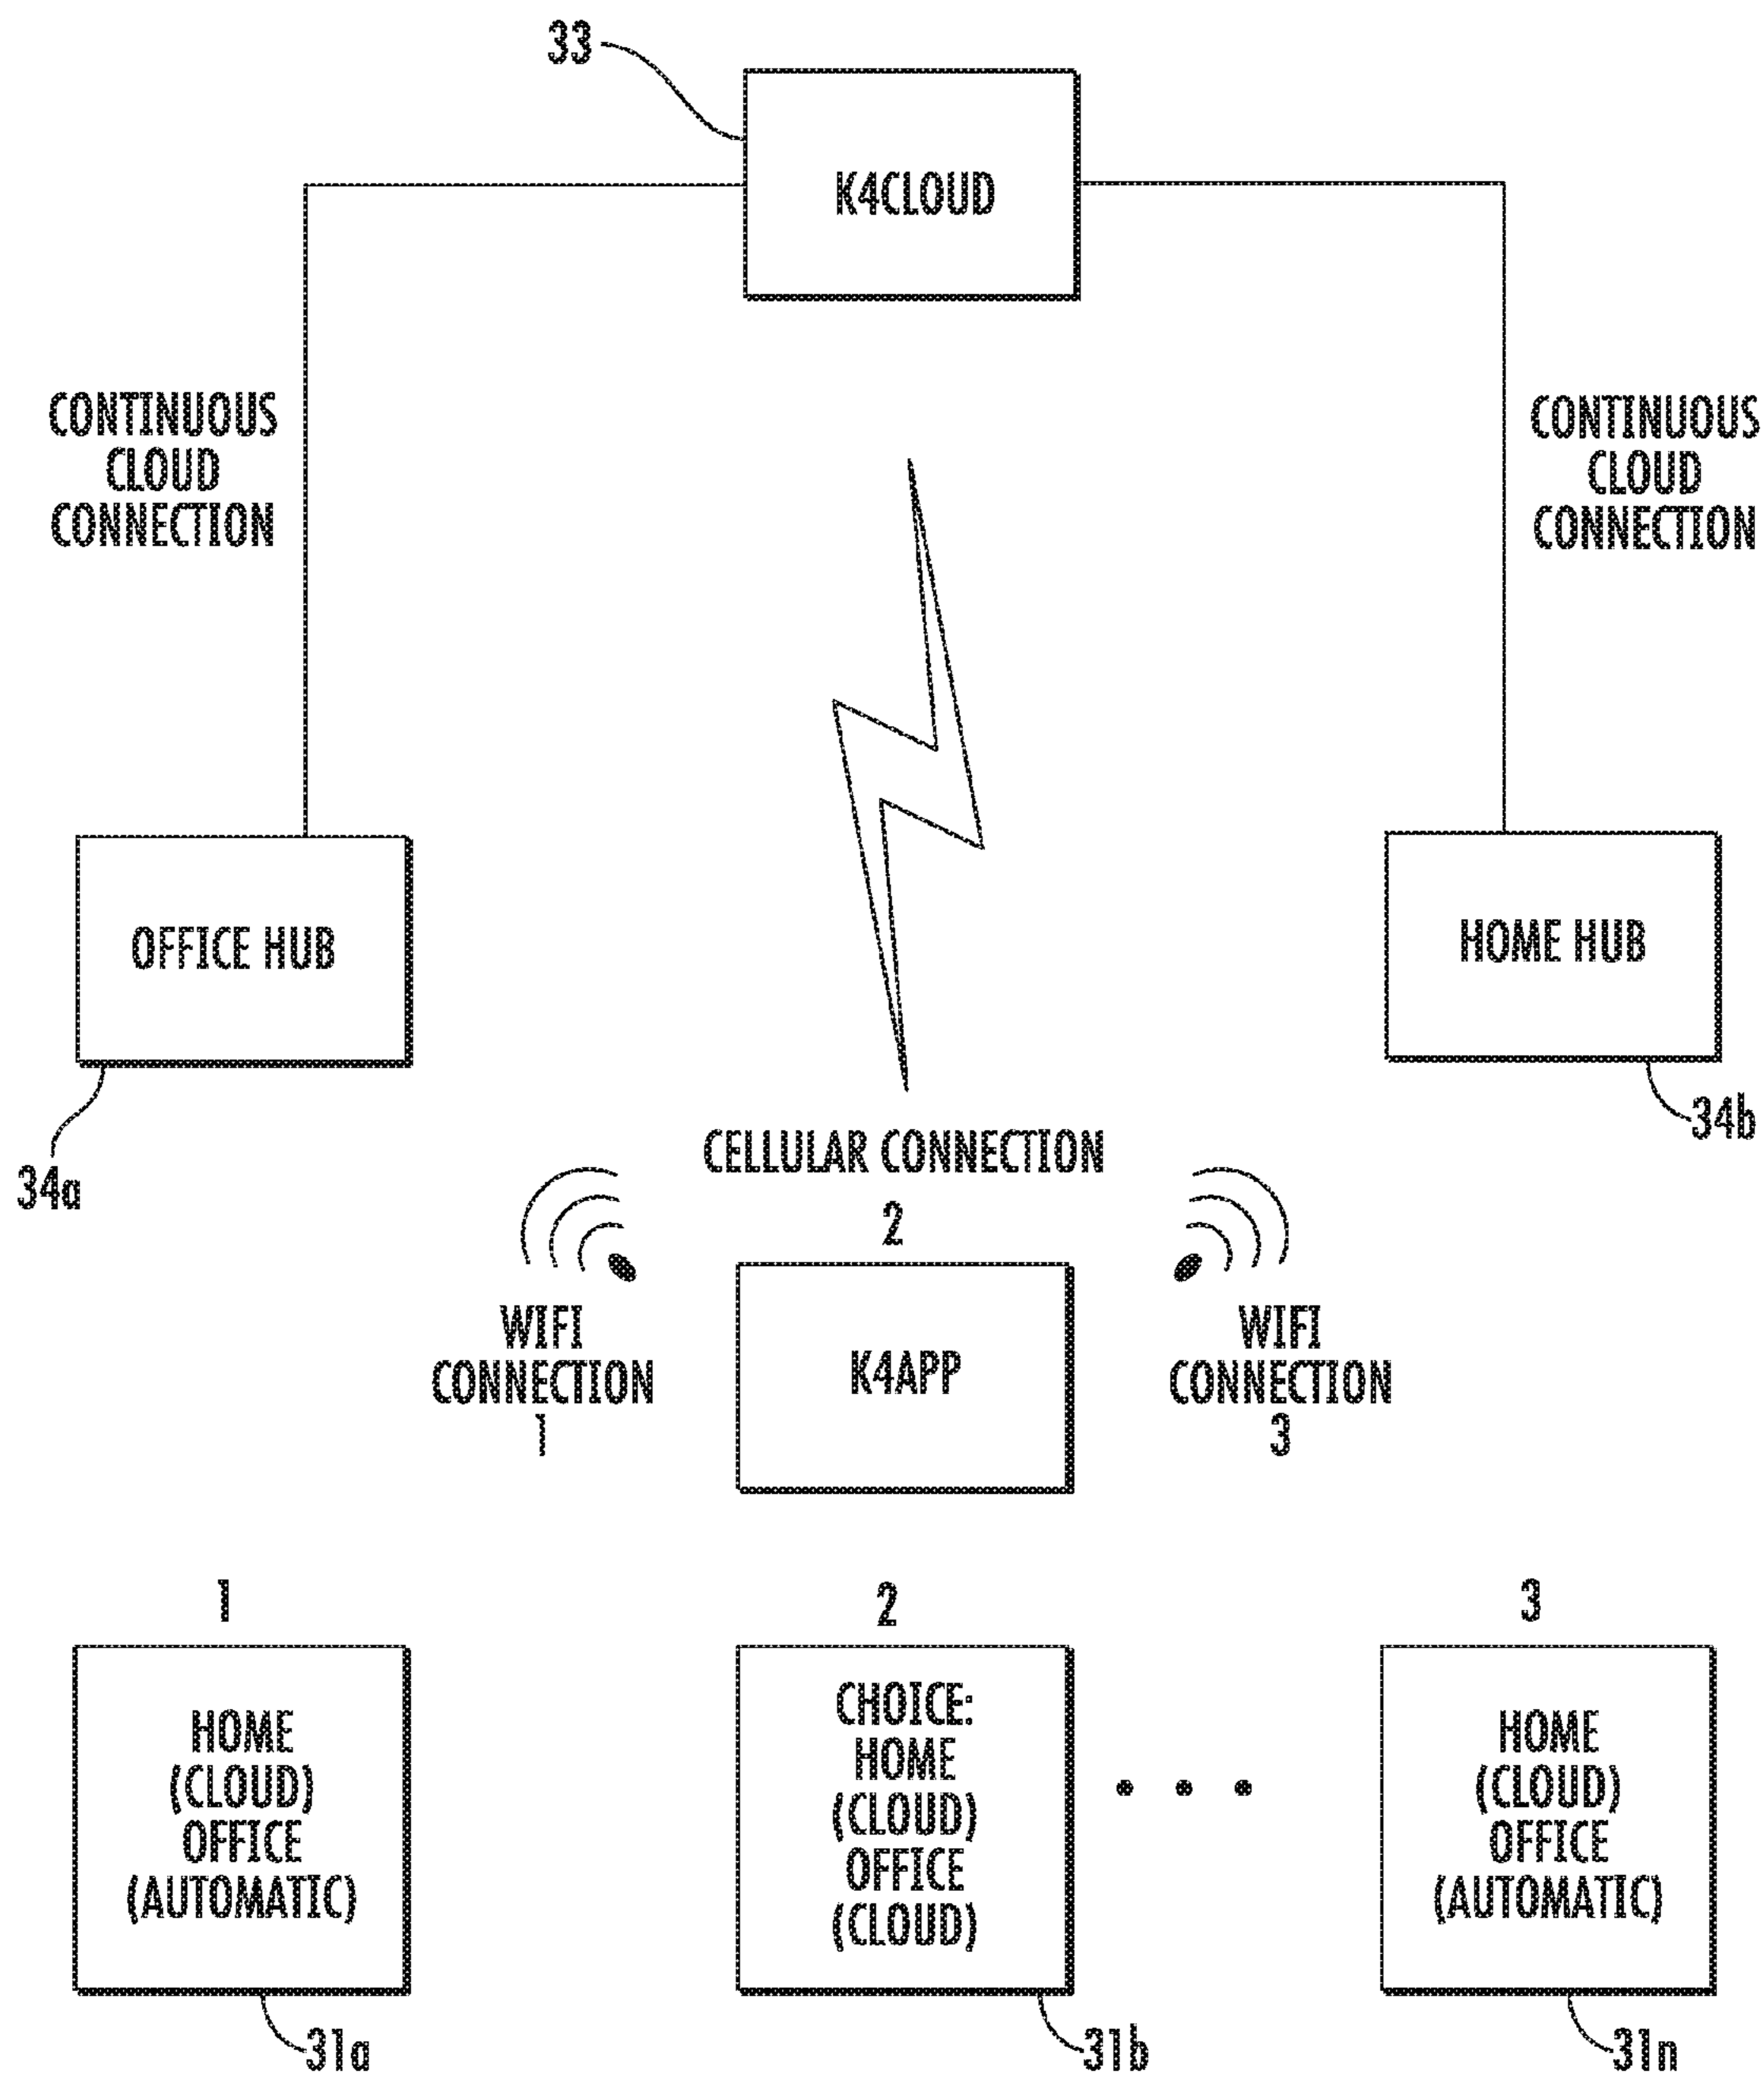 33
K4CLOUD
CONTINUOUS
CLOUD
CONNECTION
CONTINUOUS
CLOUD
CONNECTION
OFFICE HUB
HOME HUB
34a
34b
CELLULAR CONNECTION
2
WIFI
CONNECTION
1
K4APP
WIFI
CONNECTION
3
1
HOME
(CLOUD)
OFFICE
(AUTOMATIC)
31a
2
CHOICE:
HOME
(CLOUD)
OFFICE
(CLOUD)
31b
• • •
3
HOME
(CLOUD)
OFFICE
(AUTOMATIC)
31n